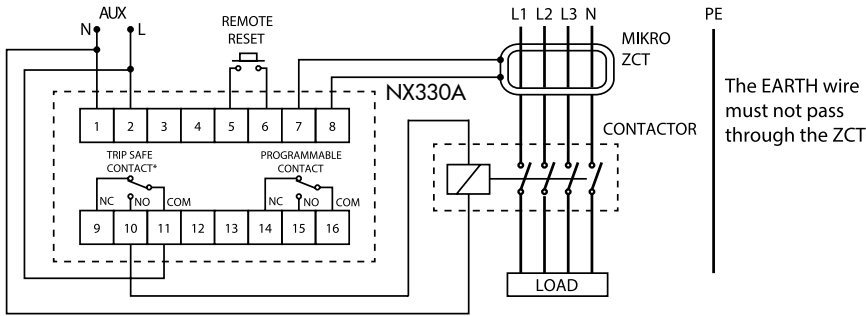 AUX
N L
REMOTE
RESET
L1 L2 L3 N
PE
MIKRO
ZCT
NX330A
The EARTH wire
must not pass
through the ZCT
1 2 3 4 5 6 7 8
CONTACTOR
TRIP SAFE
CONTACT*
PROGRAMMABLE
CONTACT
NC NO COM NC NO COM
9 10 11 12 13 14 15 16
LOAD